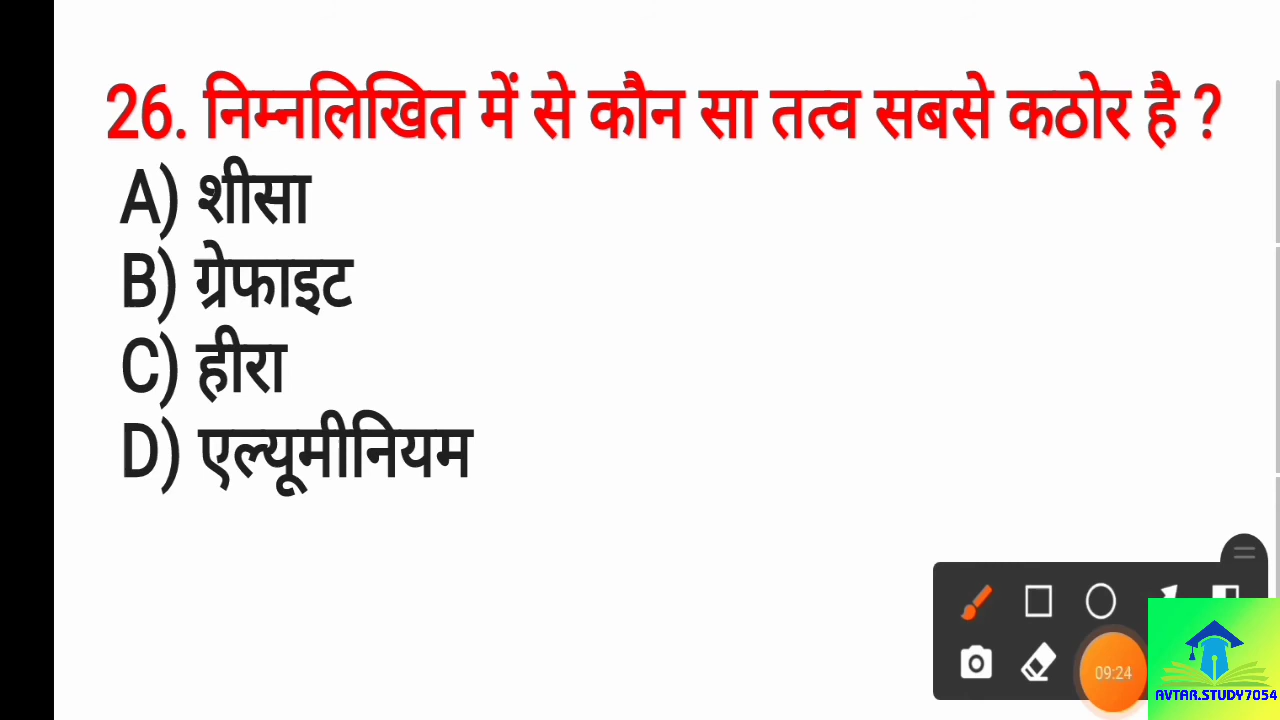 26. निम्नलिखित में से कौन सा तत्व सबसे कठोर है ?
A) शीसा
B) ग्रेफाइट
C) हीरा
D) एल्यूमीनियम
09:24
AVTAR.STUDY7054